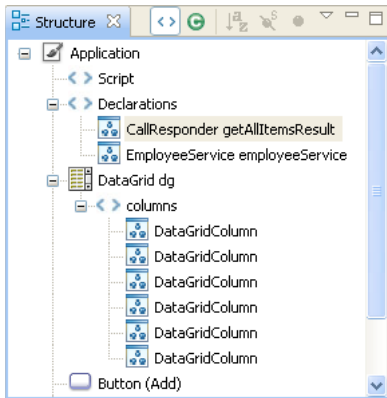 Structure
Application
Script
Declarations
CallResponder getAllItemsResult
EmployeeService employeeService
DataGrid dg
columns
DataGridColumn
DataGridColumn
DataGridColumn
DataGridColumn
DataGridColumn
DataGridColumn
Button (Add)